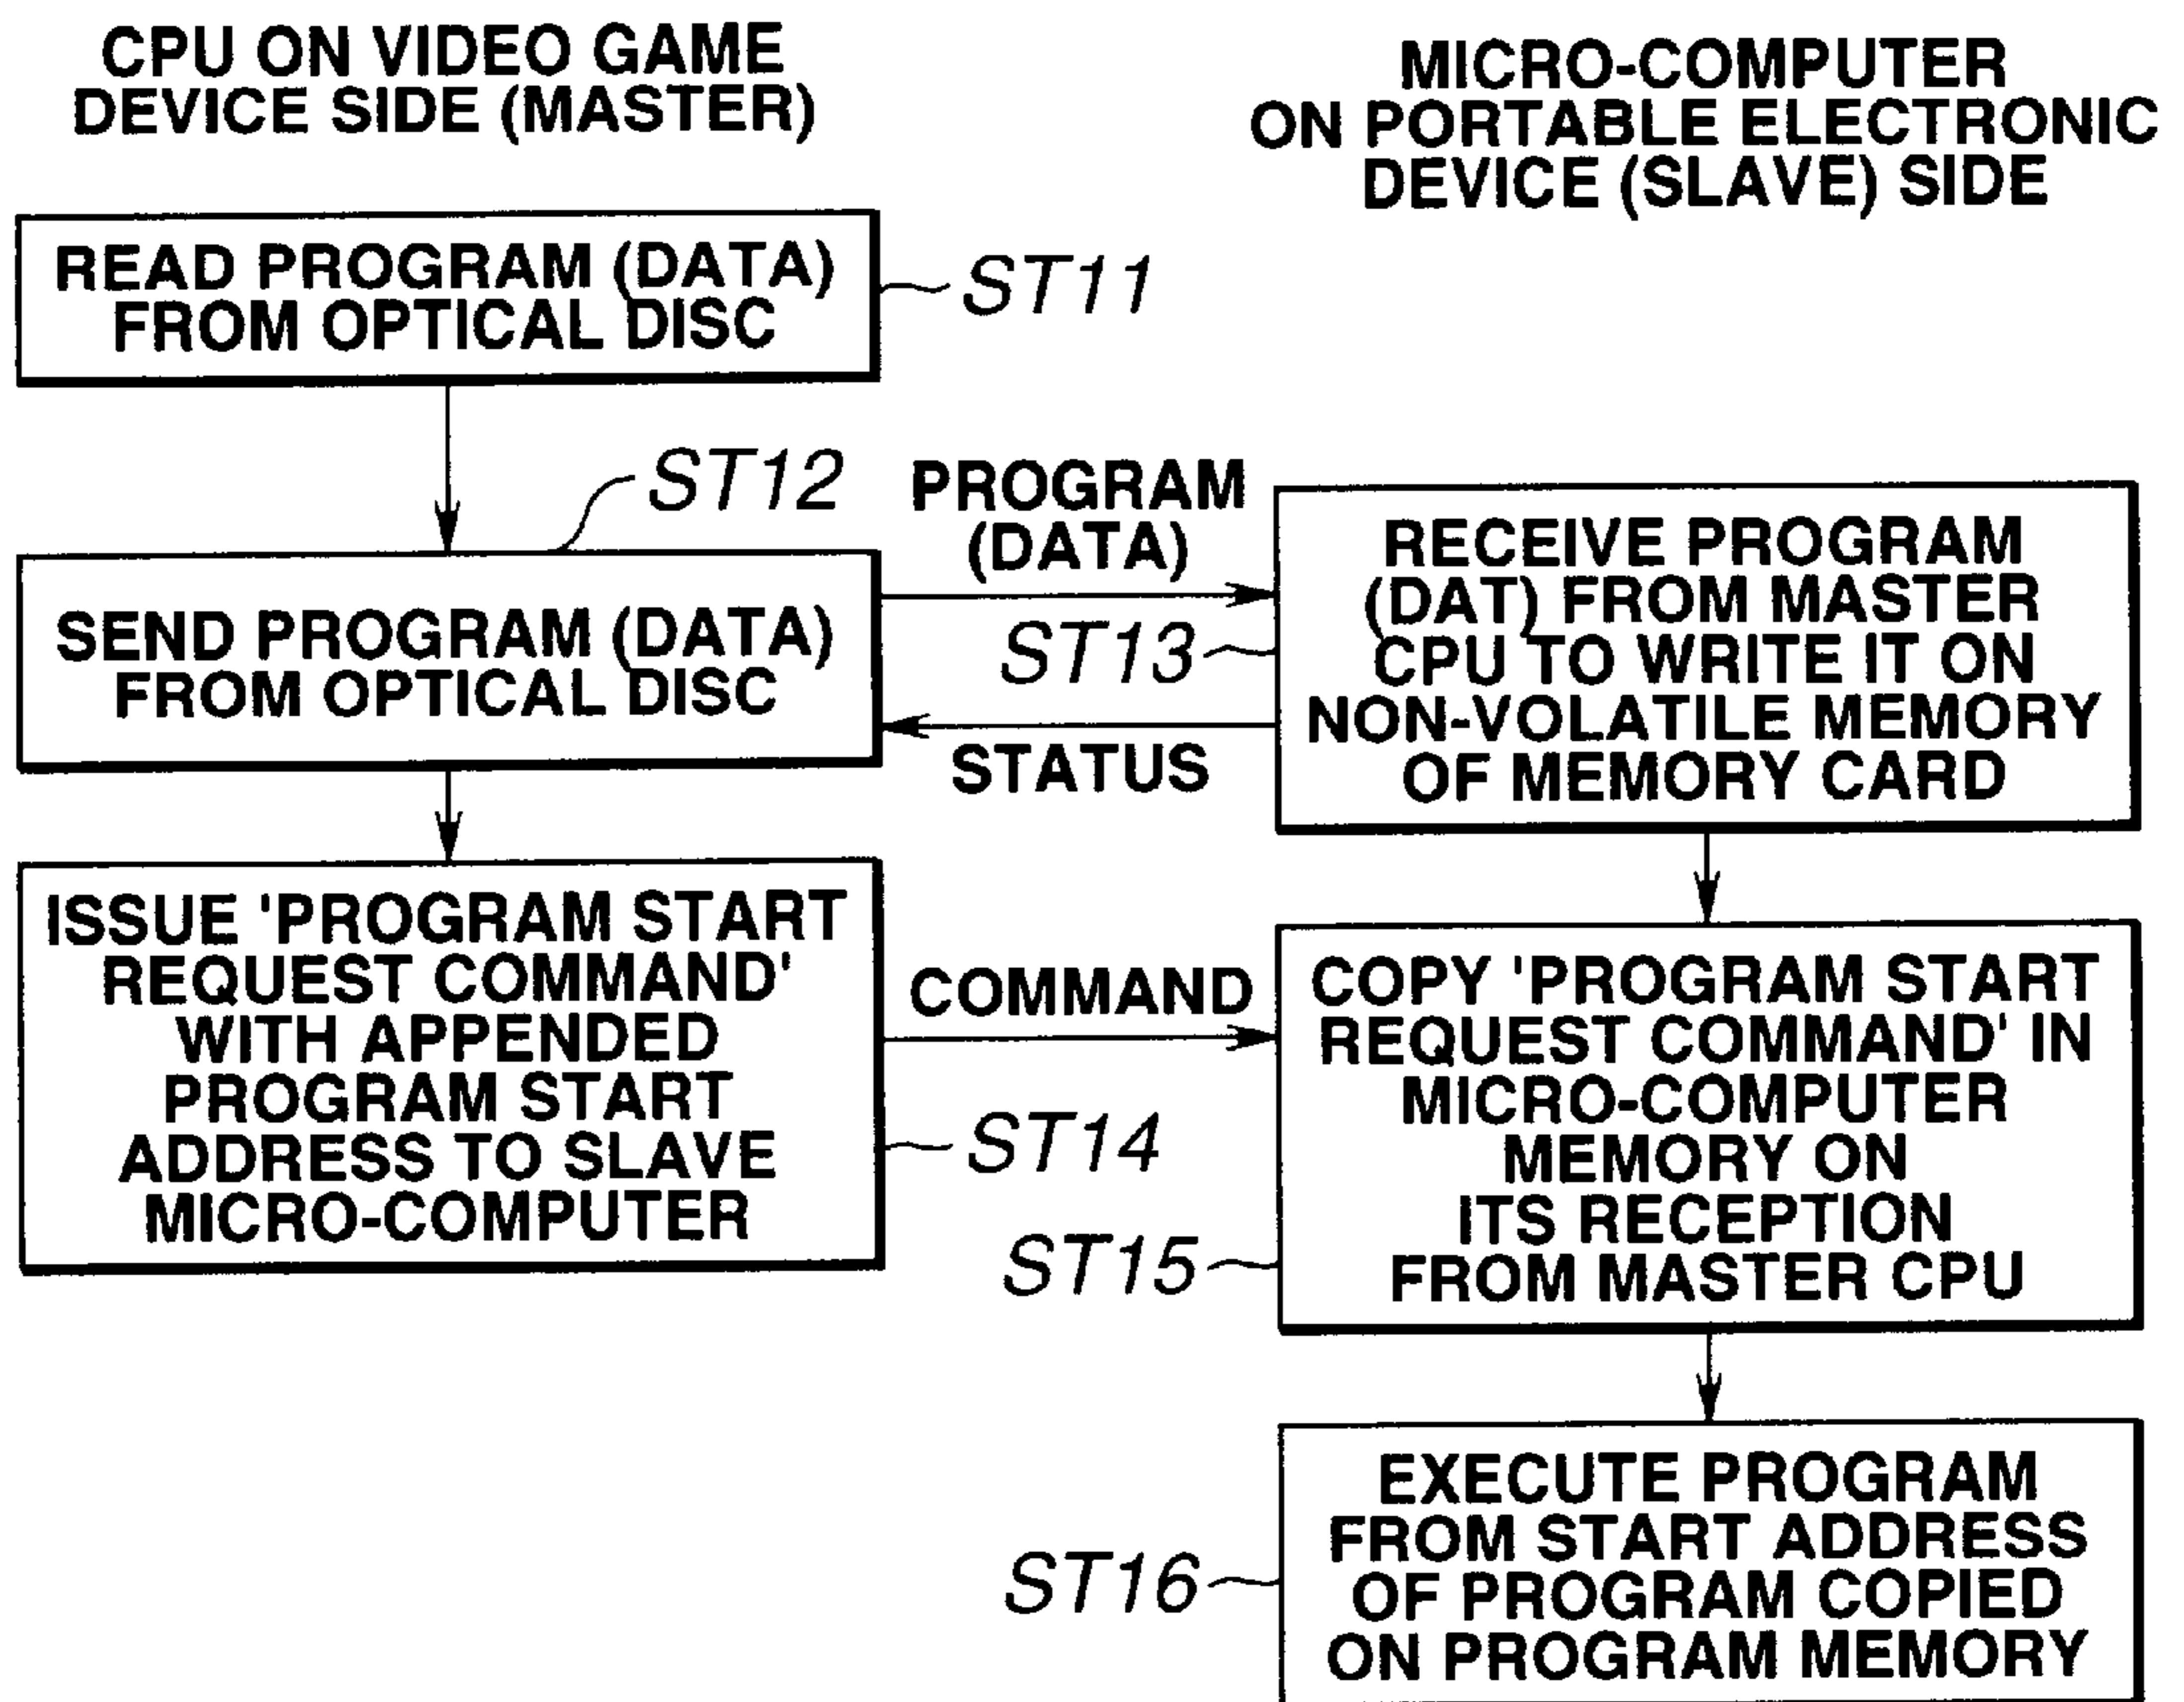 CPU ON VIDEO GAME
DEVICE SIDE (MASTER)
MICRO-COMPUTER
ON PORTABLE ELECTRONIC
DEVICE (SLAVE) SIDE
READ PROGRAM (DATA)
FROM OPTICAL DISC
ST11
ST12
SEND PROGRAM (DATA)
FROM OPTICAL DISC
PROGRAM
(DATA)
ST13
STATUS
RECEIVE PROGRAM
(DAT) FROM MASTER
CPU TO WRITE IT ON
NON-VOLATILE MEMORY
OF MEMORY CARD
ISSUE 'PROGRAM START
REQUEST COMMAND'
WITH APPENDED
PROGRAM START
ADDRESS TO SLAVE
MICRO-COMPUTER
COMMAND
ST14
ST15
COPY 'PROGRAM START
REQUEST COMMAND' IN
MICRO-COMPUTER
MEMORY ON
ITS RECEPTION
FROM MASTER CPU
ST16
EXECUTE PROGRAM
FROM START ADDRESS
OF PROGRAM COPIED
ON PROGRAM MEMORY